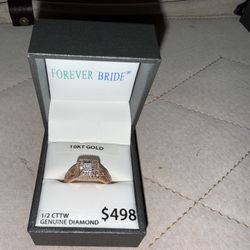 FOREVER BRIDE®
10KT GOLD
1/2 CTTW
GENUINE DIAMOND
$498